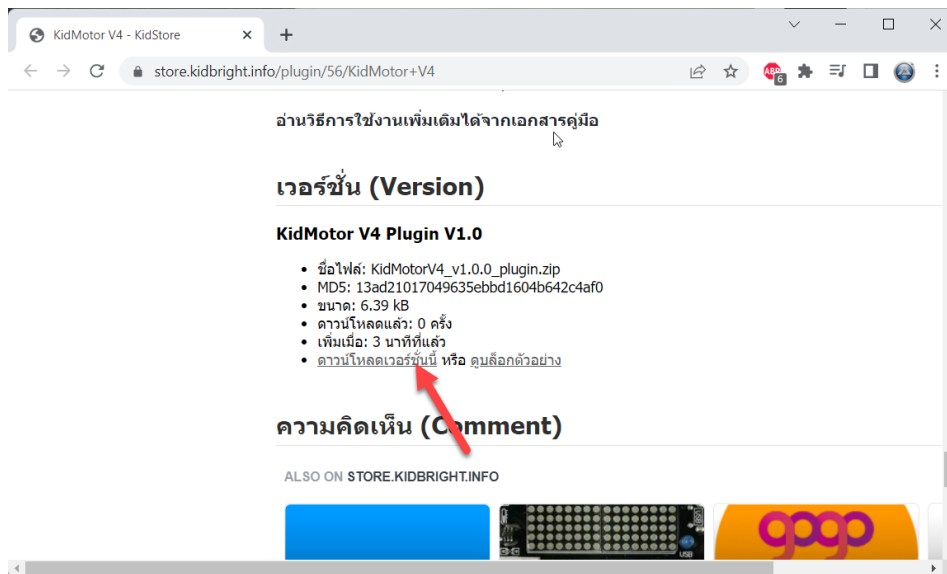 KidMotor V4 - KidStore
store.kidbright.info/plugin/56/KidMotor+V4
ABP
6
อ่านวิธีการใช้งานเพิ่มเติมได้จากเอกสารคู่มือ
เวอร์ชั่น (Version)
KidMotor V4 Plugin V1.0
ชื่อไฟล์: KidMotorV4_v1.0.0_plugin.zip
MD5: 13ad21017049635ebbd1604b642c4af0
ขนาด: 6.39 kB
ดาวน์โหลดแล้ว: 0 ครั้ง
เพิ่มเมื่อ: 3 นาทีที่แล้ว
ดาวน์โหลดเวอร์ชั่นนี้ หรือ ดูบล็อกตัวอย่าง
ความคิดเห็น (Comment)
ALSO ON STORE.KIDBRIGHT.INFO
USB
USB
gogo